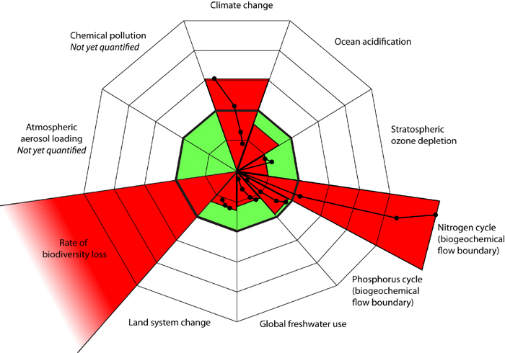 Climate change
Chemical pollution
Not yet quantified
Ocean acidification
Atmospheric
aerosol loading
Not yet quantified
Stratospheric
ozone depletion
Rate of
biodiversity loss
Nitrogen cycle
(biogeochemical
flow boundary)
Phosphorus cycle
(biogeochemical
flow boundary)
Land system change
Global freshwater use